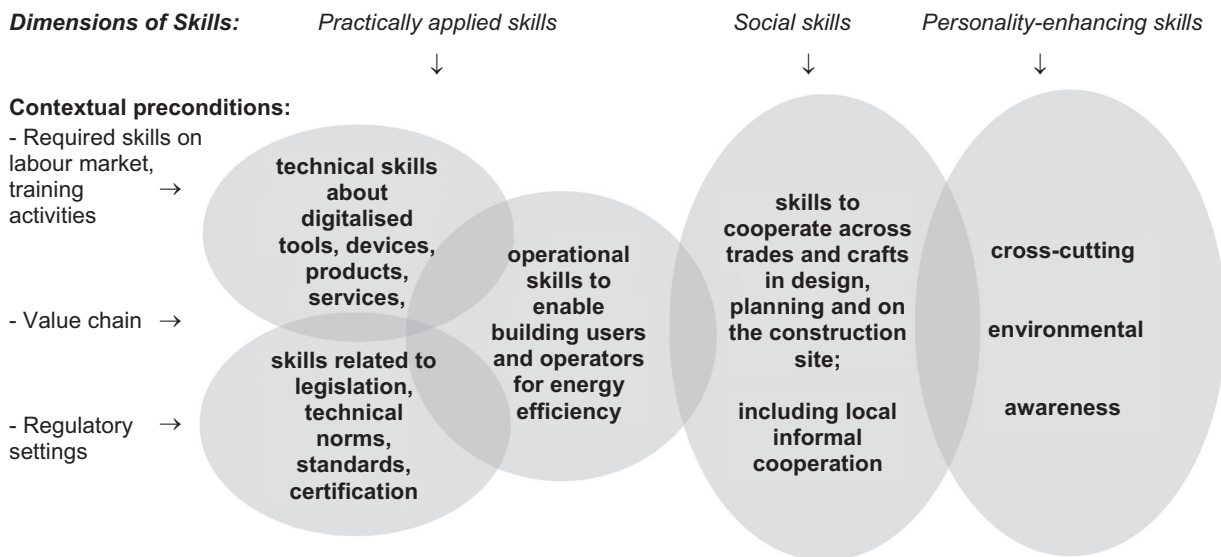 Dimensions of Skills: Practically applied skills Social skills Personality-enhancing skills
↓ ↓ ↓
Contextual preconditions:
- Required skills on
labour market,
training →
activities
- Value chain →
- Regulatory →
settings
technical skills
about
digitalised
tools, devices,
products,
services,
skills related to
legislation,
technical
norms,
standards,
certification
operational
skills to
enable
building users
and operators
for energy
efficiency
skills to
cooperate across
trades and crafts
in design,
planning and on
the construction
site;
including local
informal
cooperation
cross-cutting
environmental
awareness